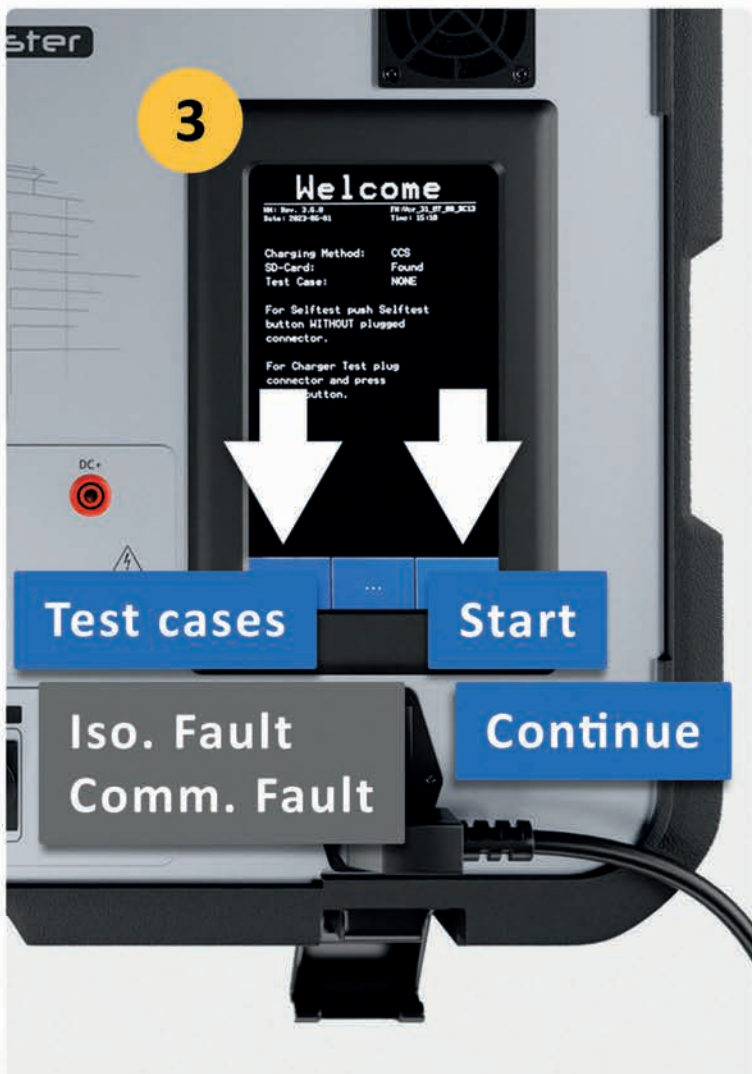 ster
3
Welcome
HW: Rev. 3.6.0
Date: 2023-06-01
Time: 15:10
Charging Method: CCS
SD-Card: Found
Test Case: NONE
For Selftest push Selftest
button WITHOUT plugged
connector.
For Charger Test plug
connector and press
button.
DC+
...
Test cases
Start
Iso. Fault
Comm. Fault
Continue